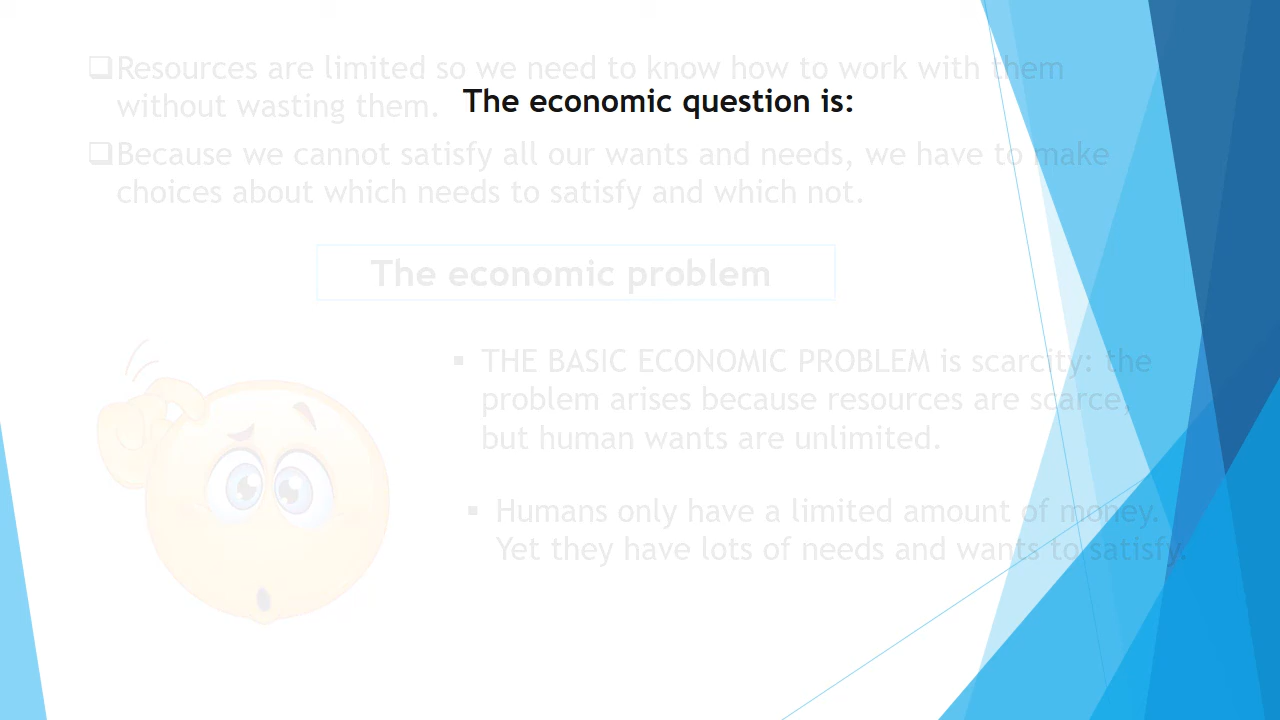 Resources are limited so we need to know how to work with them
without wasting them.
The economic question is:
Because we cannot satisfy all our wants and needs, we have to make
choices about which needs to satisfy and which not.
The economic problem
THE BASIC ECONOMIC PROBLEM is scarcity: the
problem arises because resources are scarce,
but human wants are unlimited.
Humans only have a limited amount of money.
Yet they have lots of needs and wants to satisfy.